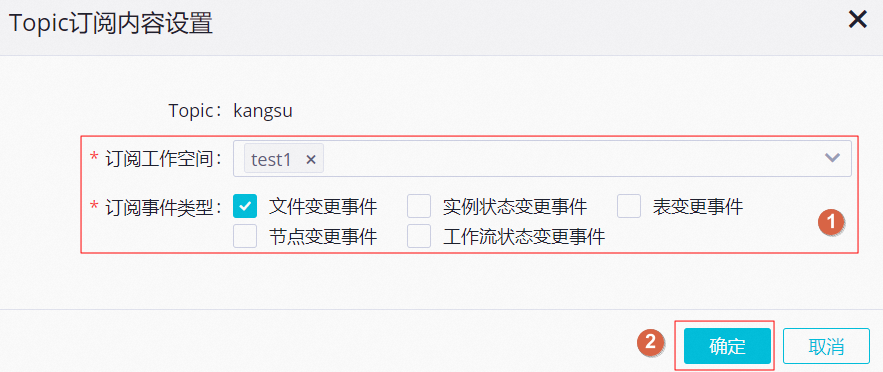 Topic订阅内容设置
Topic：kangsu
* 订阅工作空间：test1 ×
* 订阅事件类型：文件变更事件 实例状态变更事件 表变更事件
节点变更事件 工作流状态变更事件
1
2 确定 取消